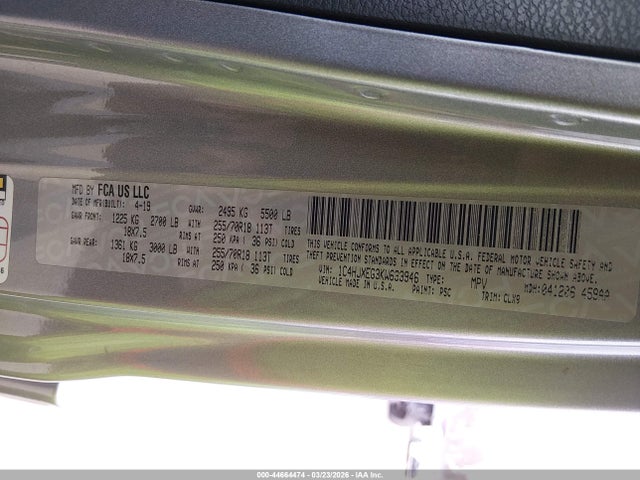 MFD BY FCA US LLC
DATE OF MFR(BUILT): 4-19 GVWR: 2495 KG 5500 LB
GAWR FRONT: 1225 KG 2700 LB WITH 255/70R18 113T TIRES
18X7.5 RIMS AT 250 KPA ( 36 PSI) COLD
GAWR REAR: 1361 KG 3000 LB WITH 255/70R18 113T TIRES
18X7.5 RIMS AT 250 KPA ( 36 PSI) COLD
THIS VEHICLE CONFORMS TO ALL APPLICABLE U.S.A. FEDERAL MOTOR VEHICLE SAFETY, BUMPER AND
THEFT PREVENTION STANDARDS IN EFFECT ON THE DATE OF MANUFACTURE SHOWN ABOVE.
VIN: TYPE: MPV MDH:
VEHICLE MADE IN U.S.A. PAINT: PSC TRIM:
000-44664474 — 03/23/2026 — IAA Inc.